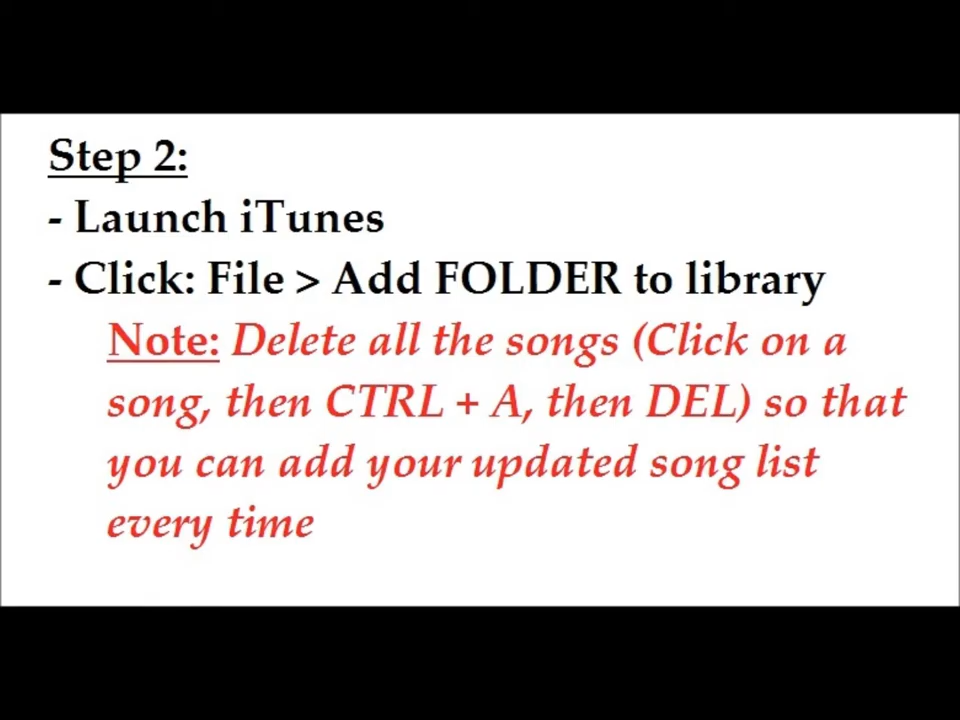 Step 2:
- Launch iTunes
- Click: File > Add FOLDER to library
Note: Delete all the songs (Click on a
song, then CTRL + A, then DEL) so that
you can add your updated song list
every time